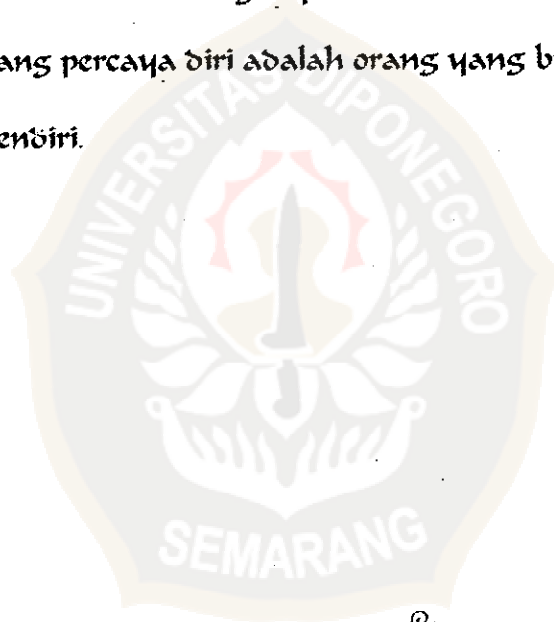 ang percaya diri adalah orang yang b
endiri.
UNIVERSITAS DIPONEGORO
SEMARANG